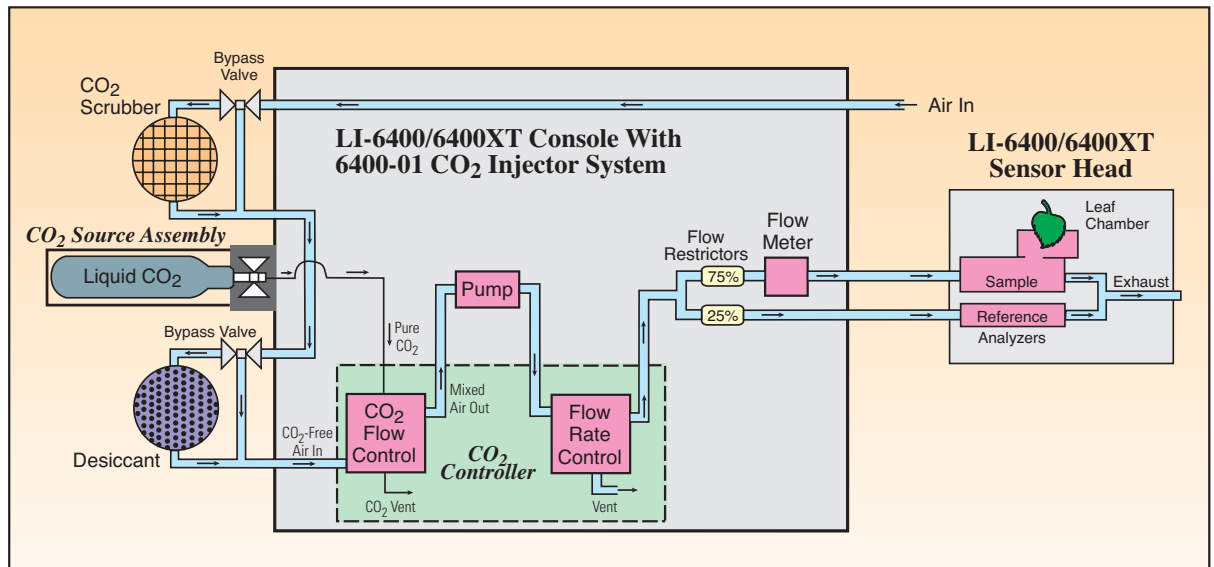 Bypass
Valve
CO2
Scrubber
Air In
LI-6400/6400XT Console With
6400-01 CO2 Injector System
LI-6400/6400XT
Sensor Head
CO2 Source Assembly
Liquid CO2
Leaf
Chamber
Flow
Meter
Flow
Restrictors
75%
25%
Sample
Exhaust
Reference
Analyzers
Pump
Bypass Valve
Pure
CO2
Mixed
Air Out
Desiccant
CO2-Free
Air In
CO2
Flow
Control
CO2
Controller
Flow
Rate
Control
CO2 Vent
Vent